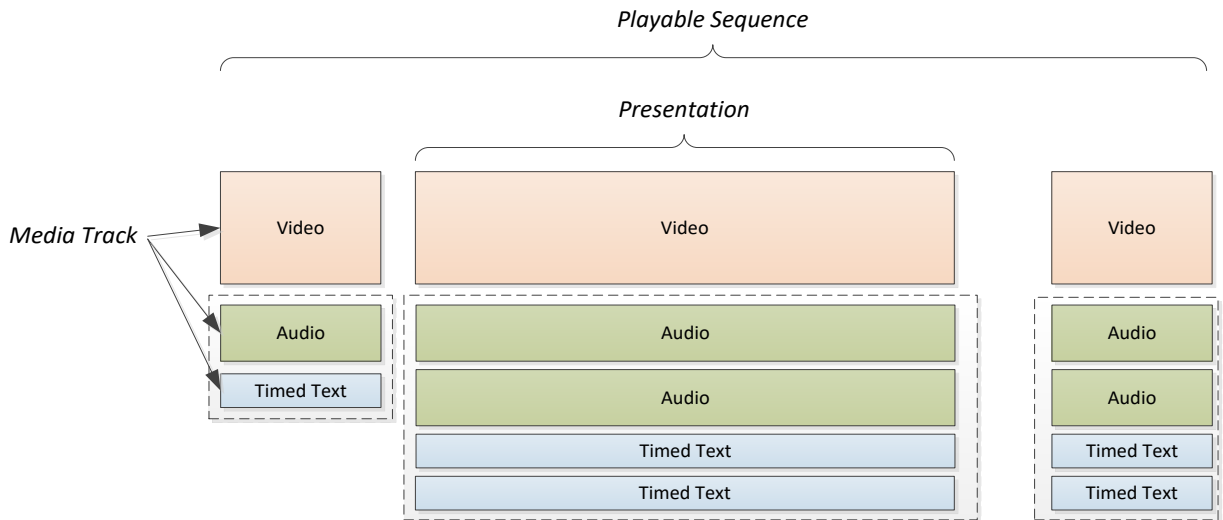 Playable Sequence
Presentation
Media Track
Video
Video
Video
Audio
Audio
Audio
Timed Text
Audio
Audio
Timed Text
Timed Text
Timed Text
Timed Text